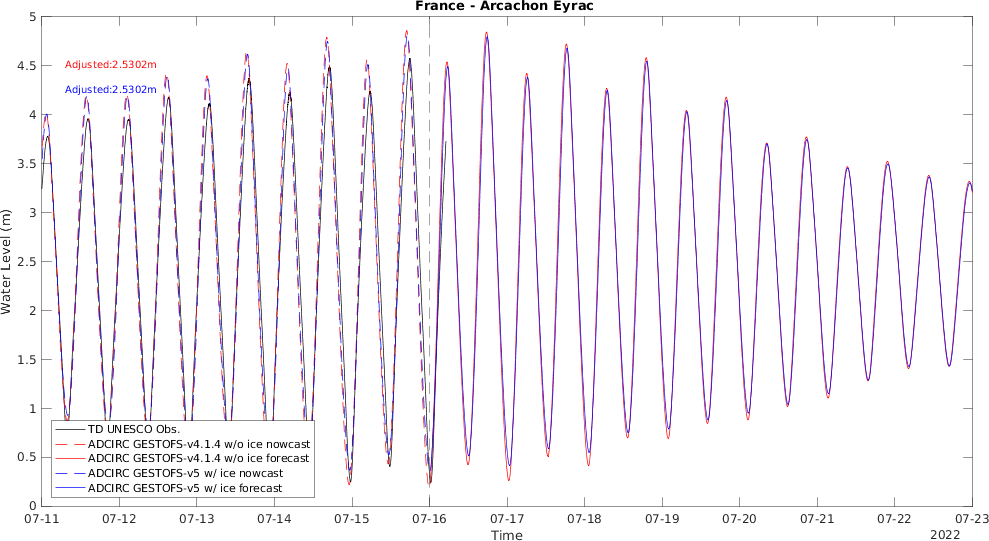 France - Arcachon Eyrac
5
4.5
4
3.5
3
2.5
2
1.5
1
0.5
0
Water Level (m)
Adjusted:2.5302m
Adjusted:2.5302m
TD UNESCO Obs.
ADCIRC GESTOFS-v4.1.4 w/o ice nowcast
ADCIRC GESTOFS-v4.1.4 w/o ice forecast
ADCIRC GESTOFS-v5 w/ ice nowcast
ADCIRC GESTOFS-v5 w/ ice forecast
07-11 07-12 07-13 07-14 07-15 07-16 07-17 07-18 07-19 07-20 07-21 07-22 07-23
Time
2022